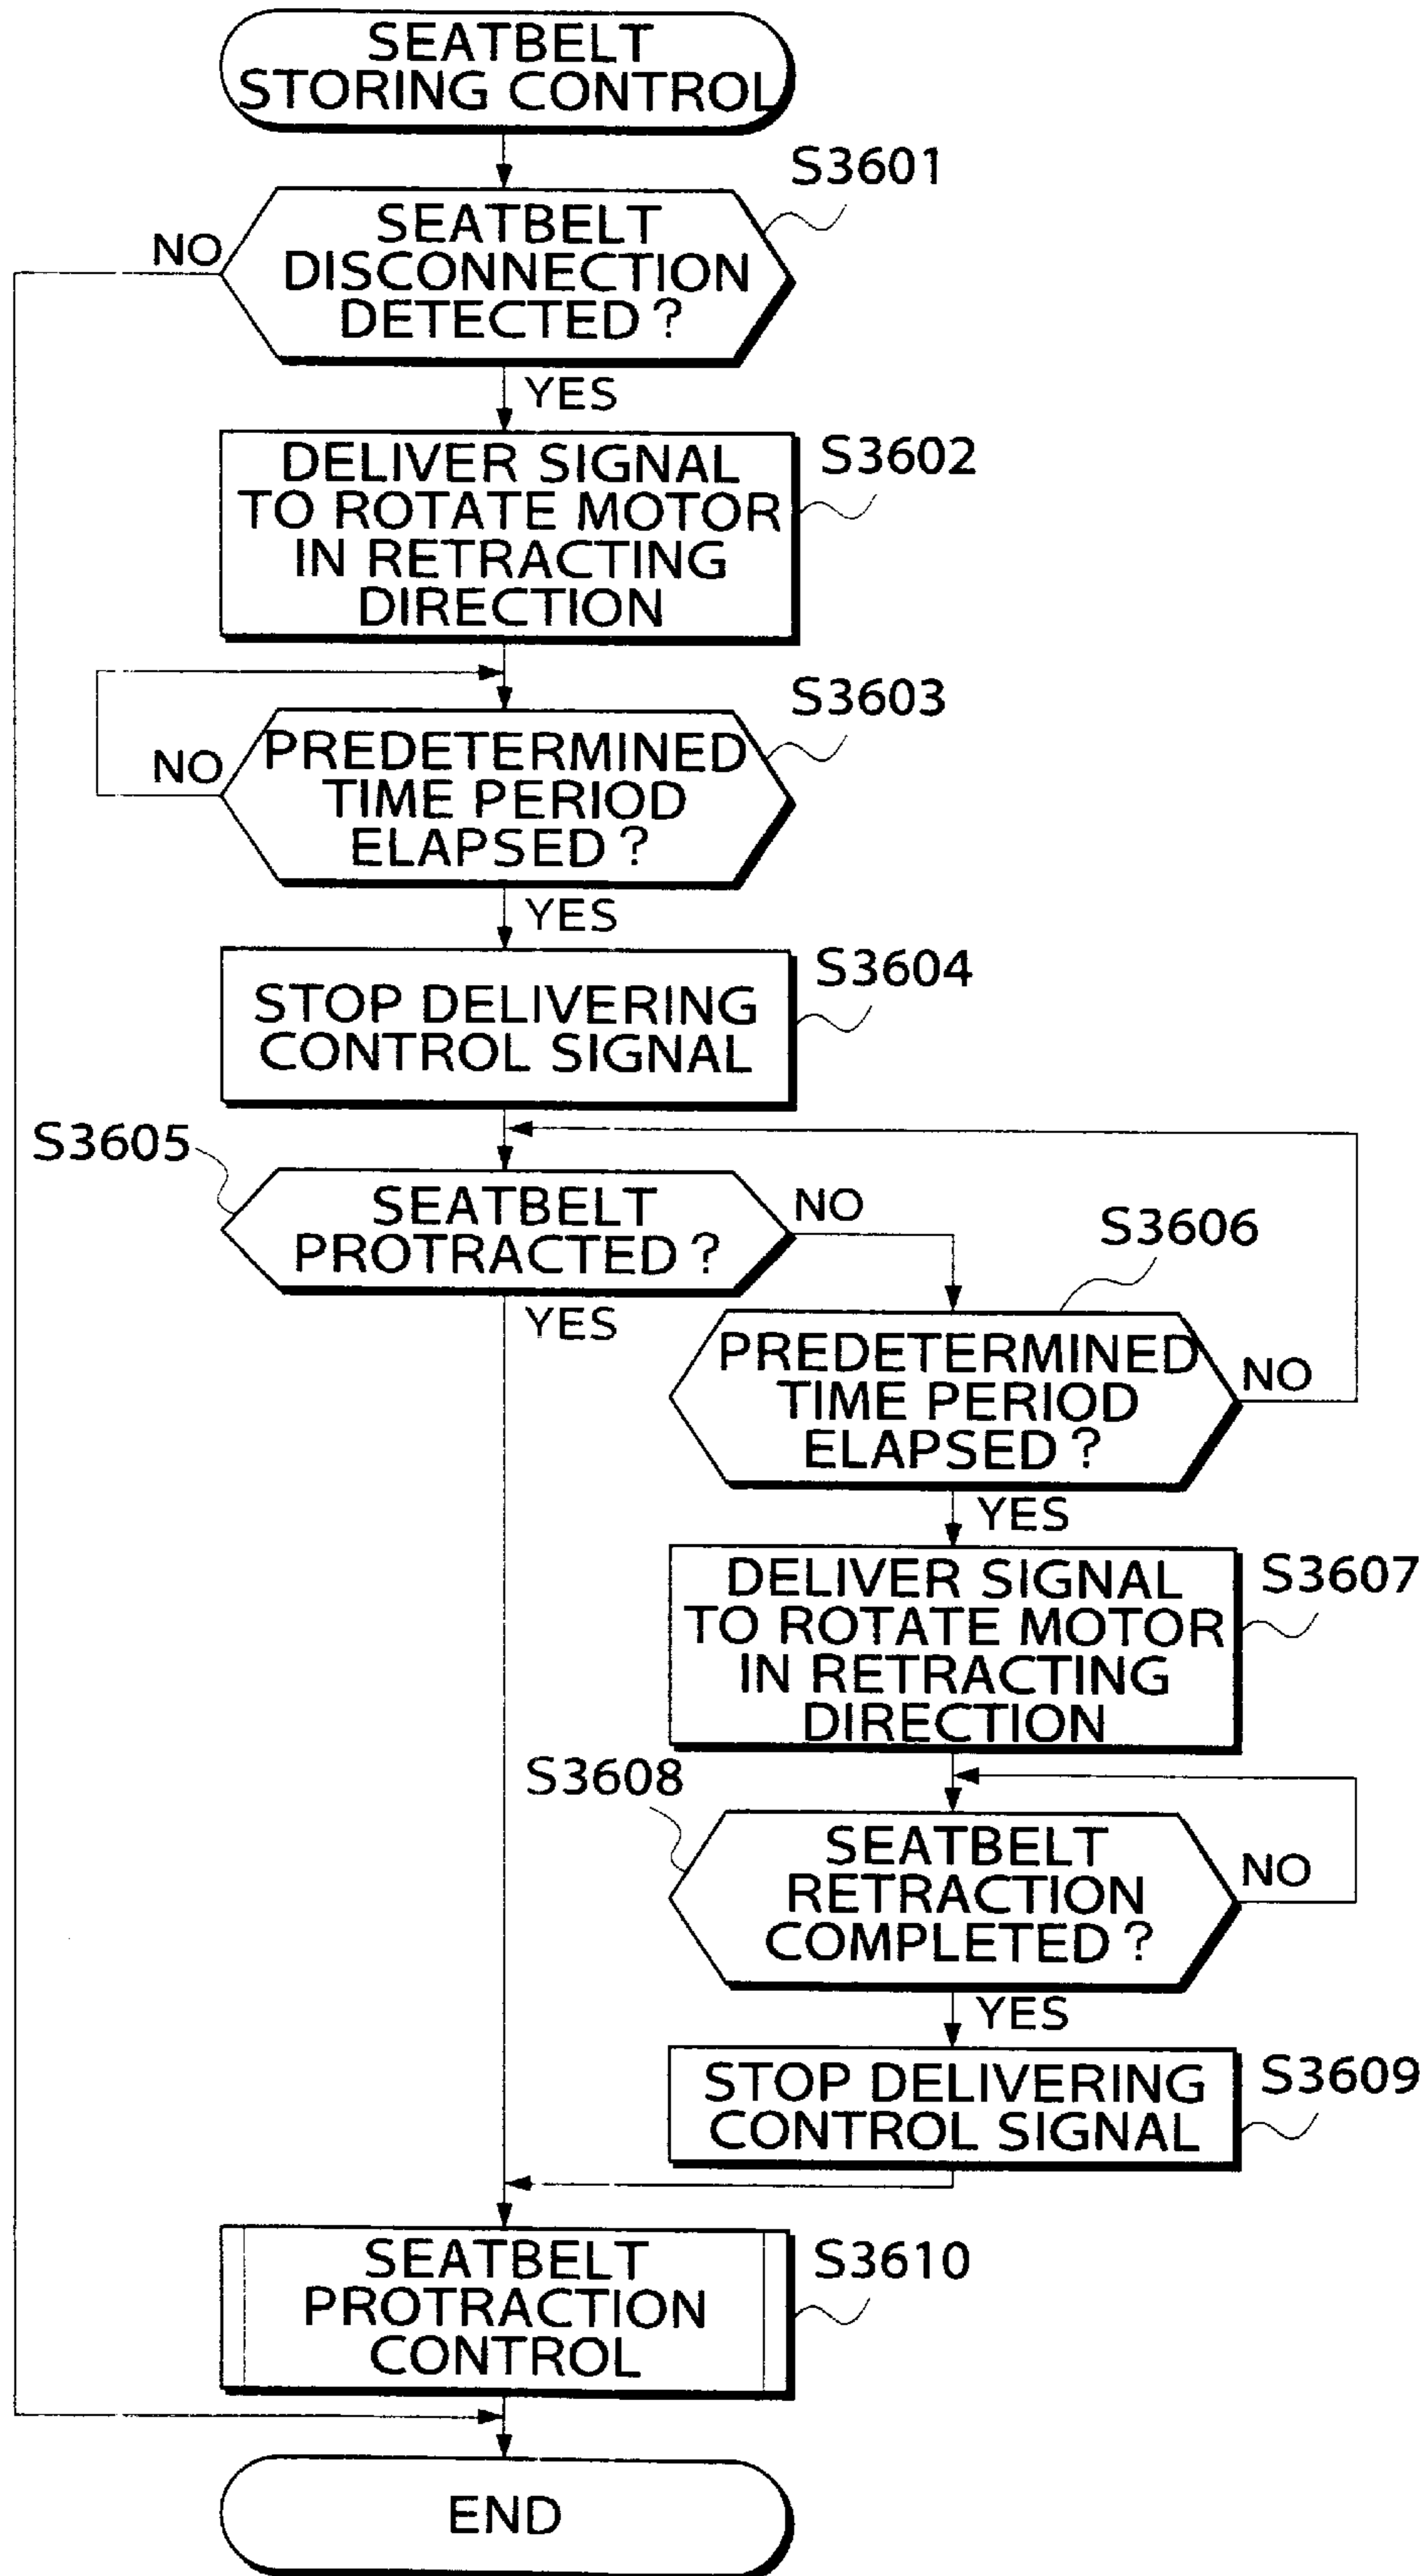 SEATBELT
STORING CONTROL
S3601
SEATBELT
DISCONNECTION
DETECTED?
NO
YES
S3602
DELIVER SIGNAL
TO ROTATE MOTOR
IN RETRACTING
DIRECTION
S3603
PREDETERMINED
TIME PERIOD
ELAPSED?
NO
YES
S3604
STOP DELIVERING
CONTROL SIGNAL
S3605
SEATBELT
PROTRACTED?
NO
YES
S3606
PREDETERMINED
TIME PERIOD
ELAPSED?
NO
YES
S3607
DELIVER SIGNAL
TO ROTATE MOTOR
IN RETRACTING
DIRECTION
S3608
SEATBELT
RETRACTION
COMPLETED?
NO
YES
S3609
STOP DELIVERING
CONTROL SIGNAL
S3610
SEATBELT
PROTRACTION
CONTROL
END